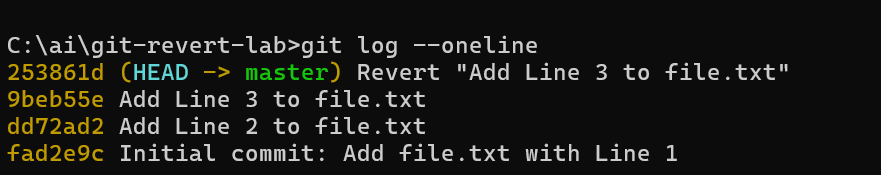 C:\ai\git-revert-lab>git log --oneline
253861d (HEAD -> master) Revert "Add Line 3 to file.txt"
9beb55e Add Line 3 to file.txt
dd72ad2 Add Line 2 to file.txt
fad2e9c Initial commit: Add file.txt with Line 1